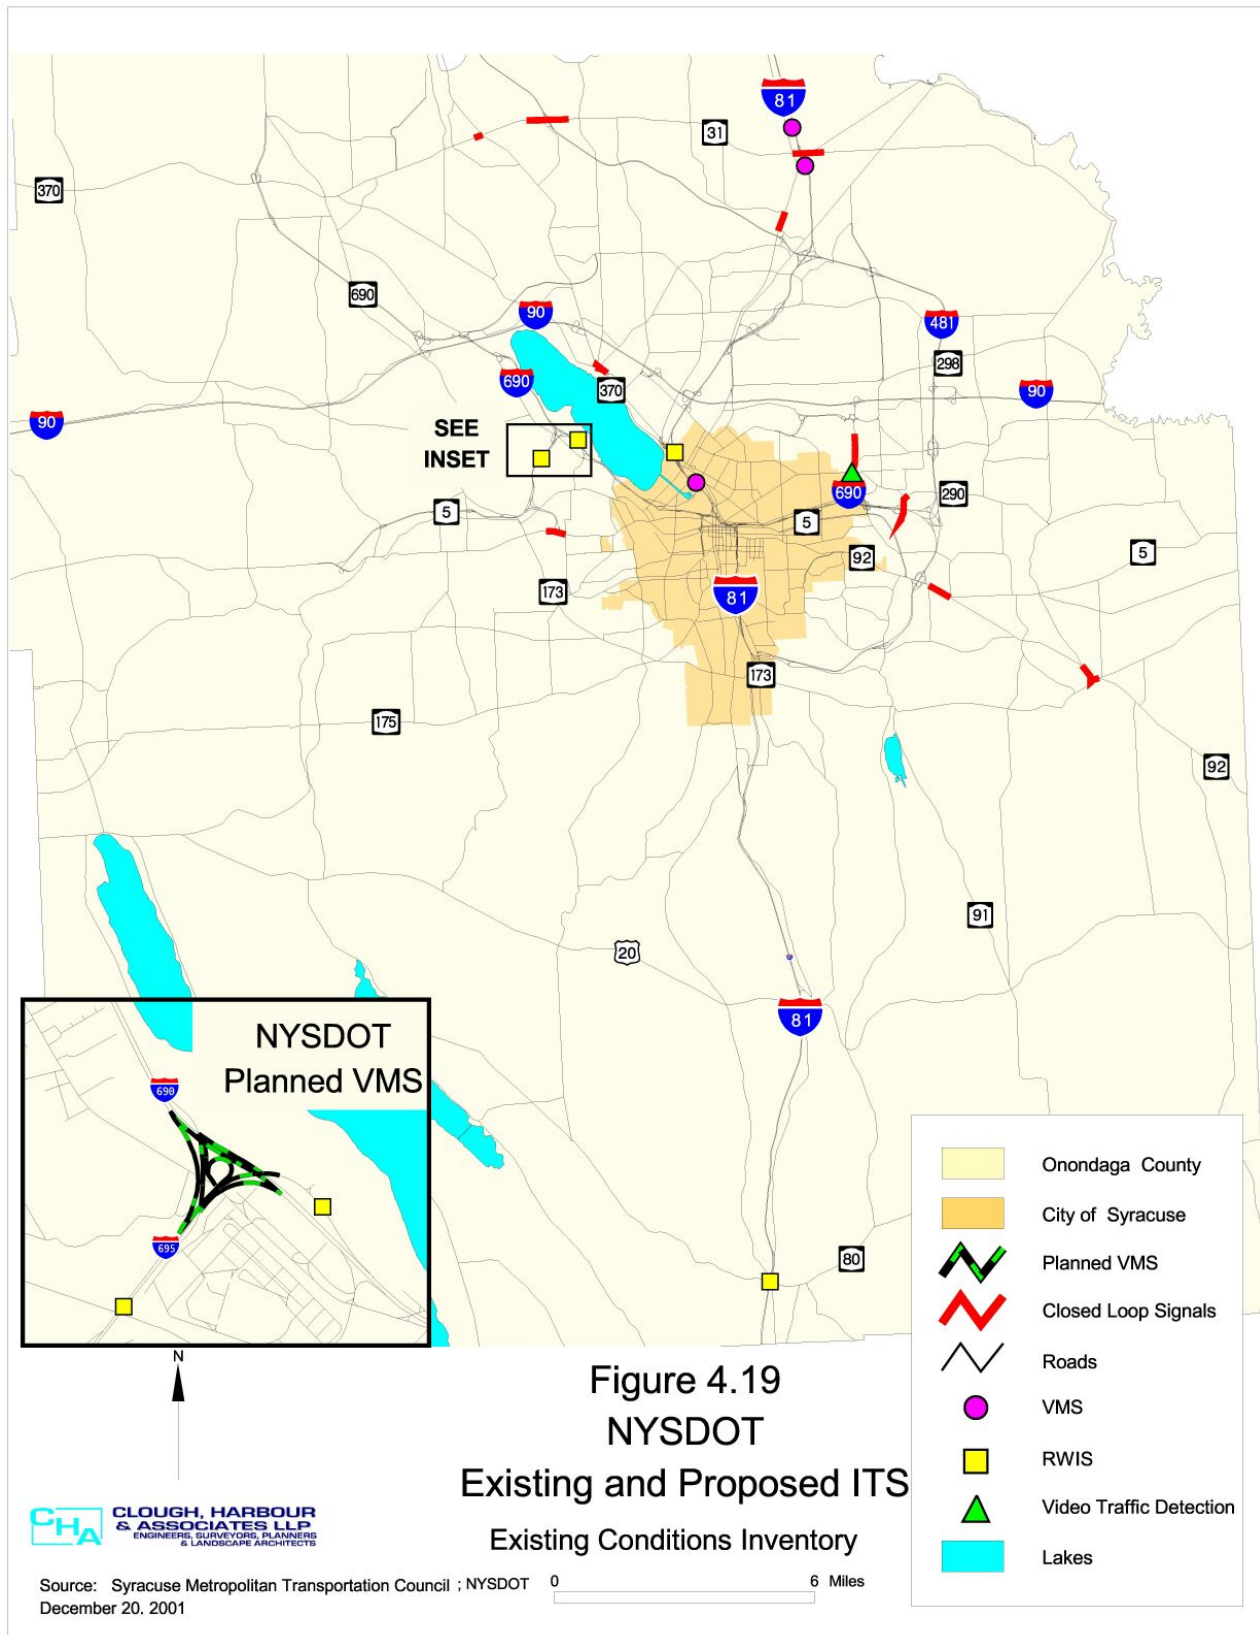 81
31
370
690
90
481
298
690
370
90
90
SEE
INSET
5
690
290
5
92
5
173
81
173
175
92
91
20
81
NYSDOT
Planned VMS
690
695
80
Onondaga County
City of Syracuse
Planned VMS
Closed Loop Signals
Roads
VMS
RWIS
Video Traffic Detection
Lakes
N
Figure 4.19
NYSDOT
Existing and Proposed ITS
Existing Conditions Inventory
CHA
CLOUGH, HARBOUR
& ASSOCIATES LLP
ENGINEERS, SURVEYORS, PLANNERS
& LANDSCAPE ARCHITECTS
Source: Syracuse Metropolitan Transportation Council ; NYSDOT
December 20, 2001
0 6 Miles